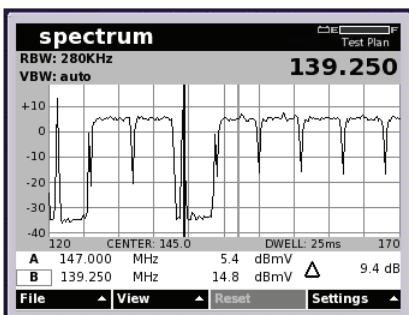 spectrum
E F
Test Plan
RBW: 280KHz
VBW: auto
139.250
+10
0
-10
-20
-30
-40
120 CENTER: 145.0 DWELL: 25ms 170
A 147.000 MHz 5.4 dBmV
B 139.250 MHz 14.8 dBmV Δ 9.4 dB
File View Reset Settings